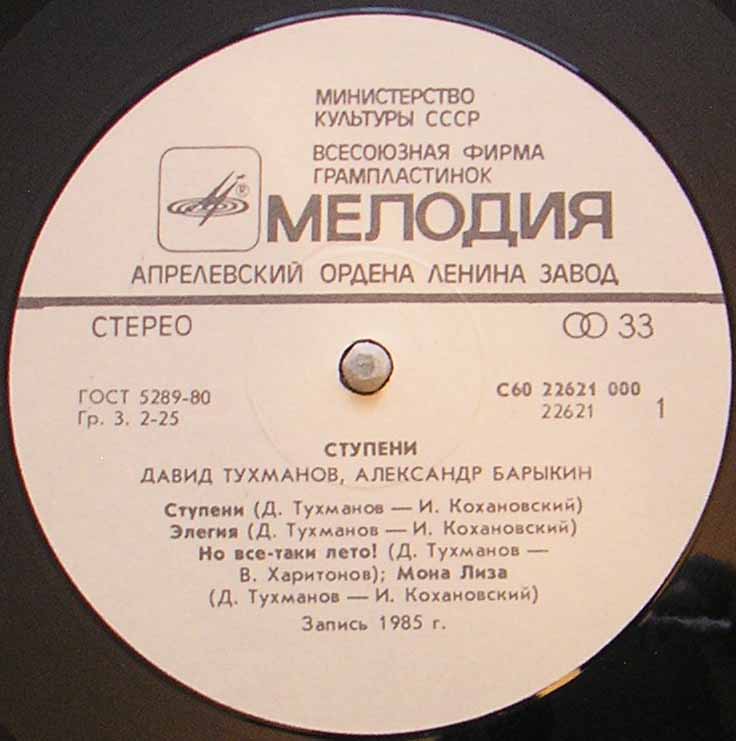 МИНИСТЕРСТВО
КУЛЬТУРЫ СССР
ВСЕСОЮЗНАЯ ФИРМА
ГРАМПЛАСТИНОК
®
МЕЛОДИЯ
АПРЕЛЕВСКИЙ ОРДЕНА ЛЕНИНА ЗАВОД
СТЕРЕО 33
ГОСТ 5289-80 С60 22621 000
Гр. 3. 2-25 22621 1
СТУПЕНИ
ДАВИД ТУХМАНОВ, АЛЕКСАНДР БАРЫКИН
Ступени (Д. Тухманов — И. Кохановский)
Элегия (Д. Тухманов — И. Кохановский)
Но все-таки лето! (Д. Тухманов —
В. Харитонов); Мона Лиза
(Д. Тухманов — И. Кохановский)
Запись 1985 г.